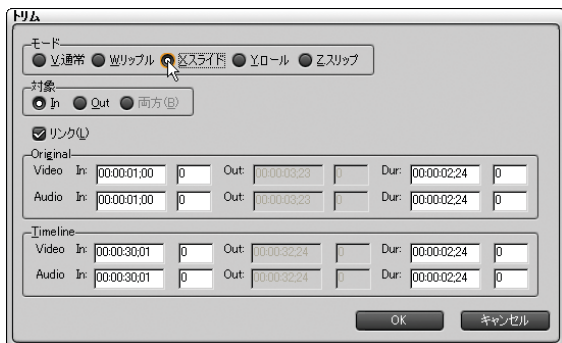 トリム
モード
V.通常 Wリップル Xスライド Y.ロール Z.スリップ
対象
In Out 両方(B)
リンク(L)
Original
Video In: 00:00:01;00 0 Out: 00:00:03;23 0 Dur: 00:00:02;24 0
Audio In: 00:00:01;00 0 Out: 00:00:03;23 0 Dur: 00:00:02;24 0
Timeline
Video In: 00:00:30;01 0 Out: 00:00:32;24 0 Dur: 00:00:02;24 0
Audio In: 00:00:30;01 0 Out: 00:00:32;24 0 Dur: 00:00:02;24 0
OK キャンセル